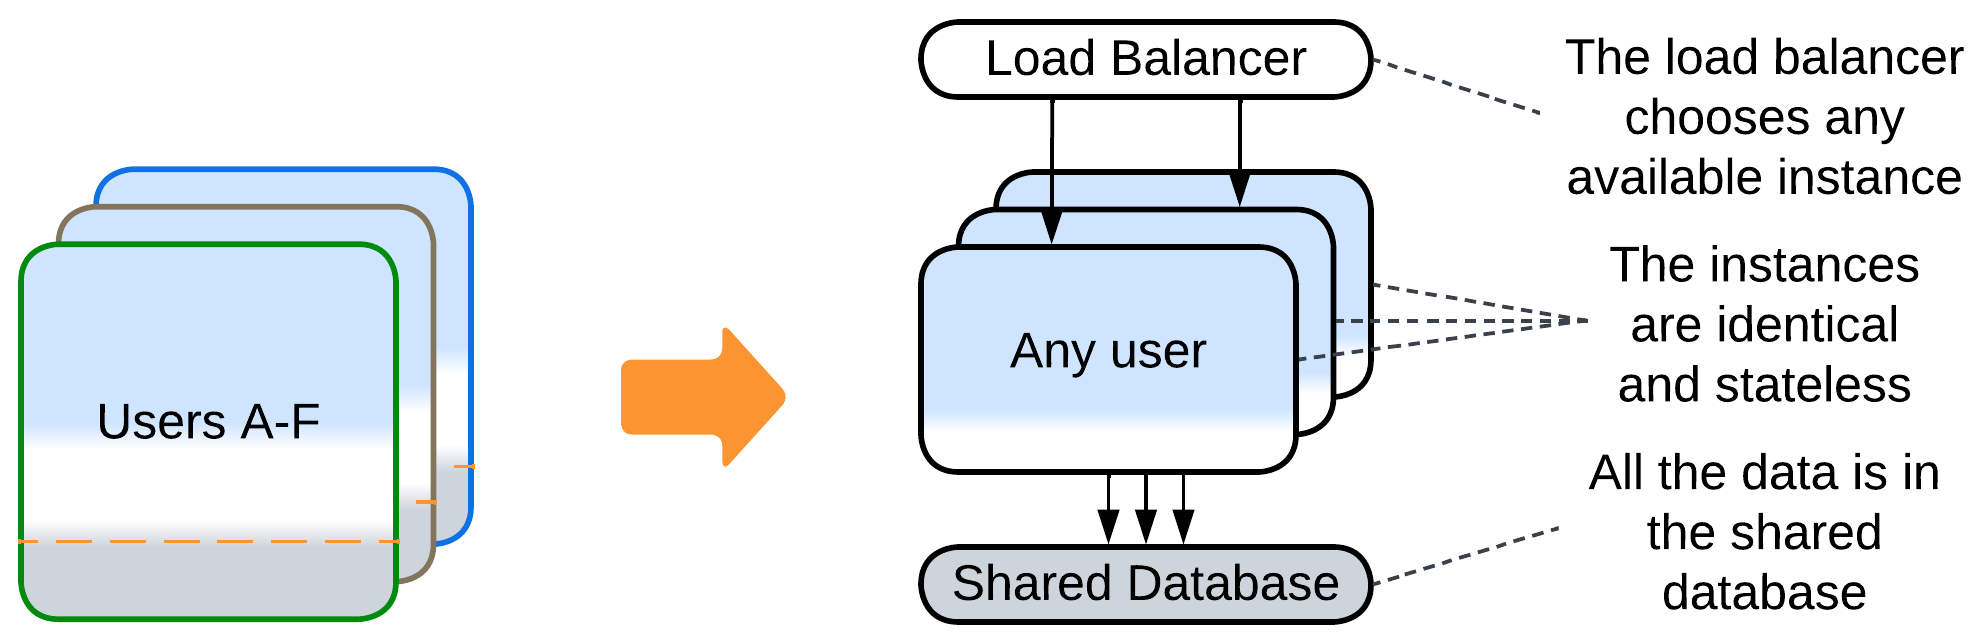 Load Balancer
The load balancer
chooses any
available instance
Users A-F
Any user
The instances
are identical
and stateless
Shared Database
All the data is in
the shared
database